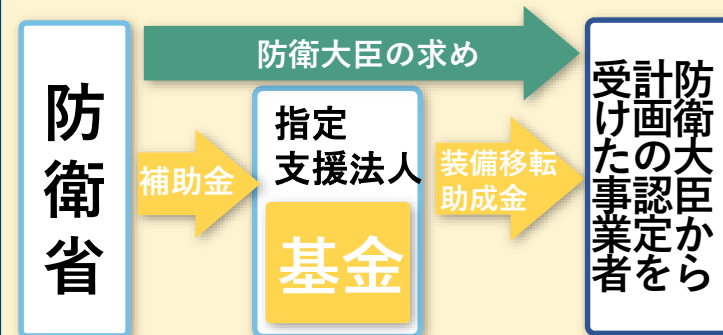 防衛省
防衛大臣の求め
補助金
指定
支援法人
基金
装備移転
助成金
防衛大臣から
計画の認定を
受けた事業者